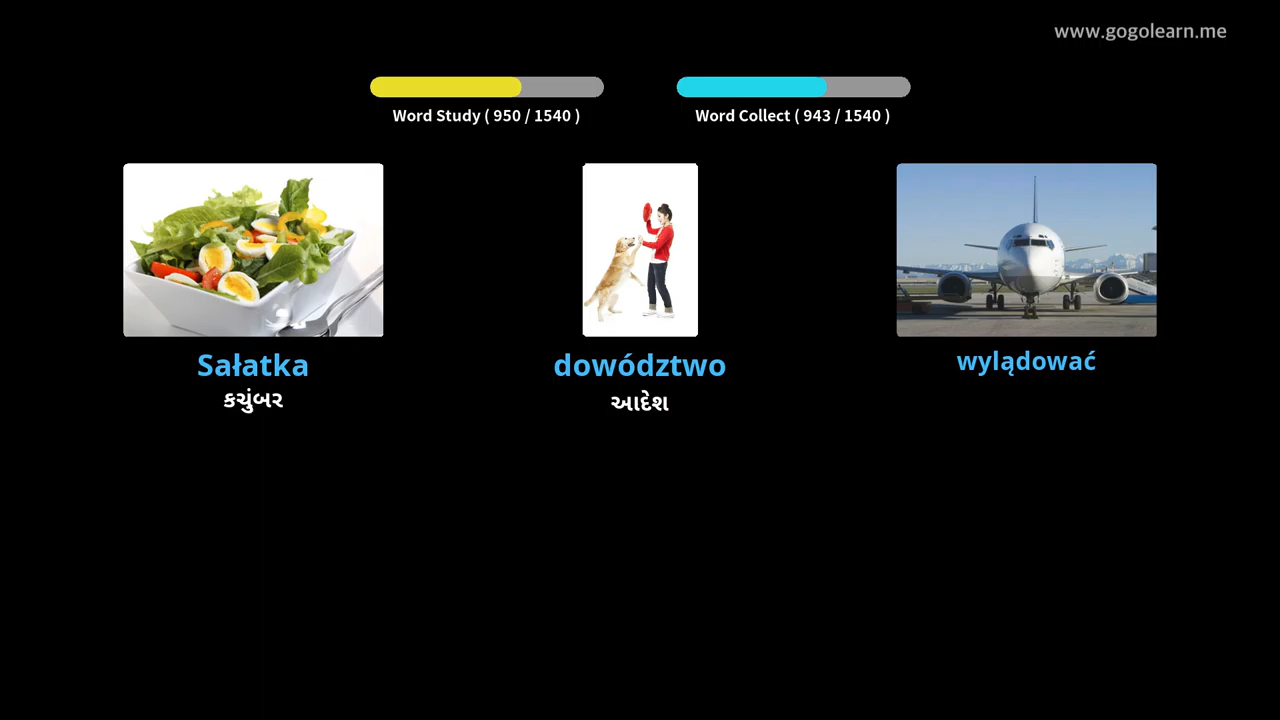 www.gogolearn.me
Word Study ( 950 / 1540 )
Word Collect ( 943 / 1540 )
Sałatka
કચુંબર
dowództwo
આદેશ
wylądować